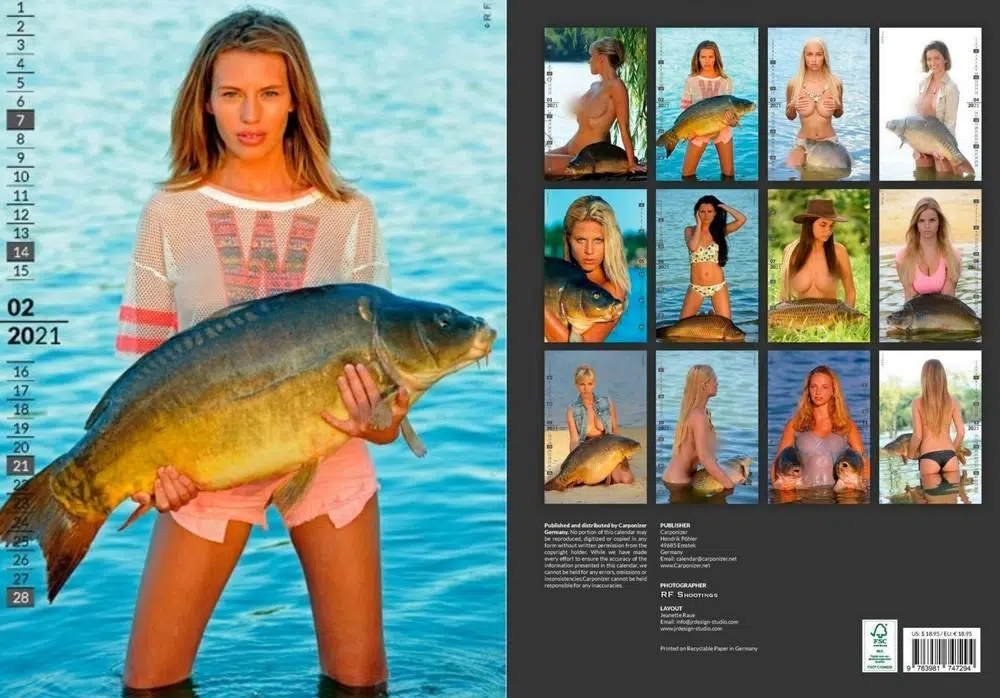 1
2
3
4
5
6
7
8
9
10
11
12
13
14
15
02
2021
16
17
18
19
20
21
22
23
24
25
26
27
28
© R F
W
Published and distributed by Carponizer
Germany. No portion of this calendar may
be reproduced, digitized or copied in any
form without written permission from the
copyright holder. While we have made
every effort to ensure the accuracy of the
information presented in this calendar, we
cannot be held for any errors, omissions or
inconsistencies.Carponizer cannot be held
responsible for any inaccuracies.
PUBLISHER
Carponizer
Hendrik Pöhler
49685 Emstek
Germany
Email: calendar@carponizer.net
www.Carponizer.net
PHOTOGRAPHER
RF SHOOTINGS
LAYOUT
Jeanette Raue
Email: info@jrdesign-studio.com
www.jrdesign-studio.com
Printed on Recyclable Paper in Germany
FSC
MIX
US: $ 18.95 / EU: € 18.95
9 783981 747294